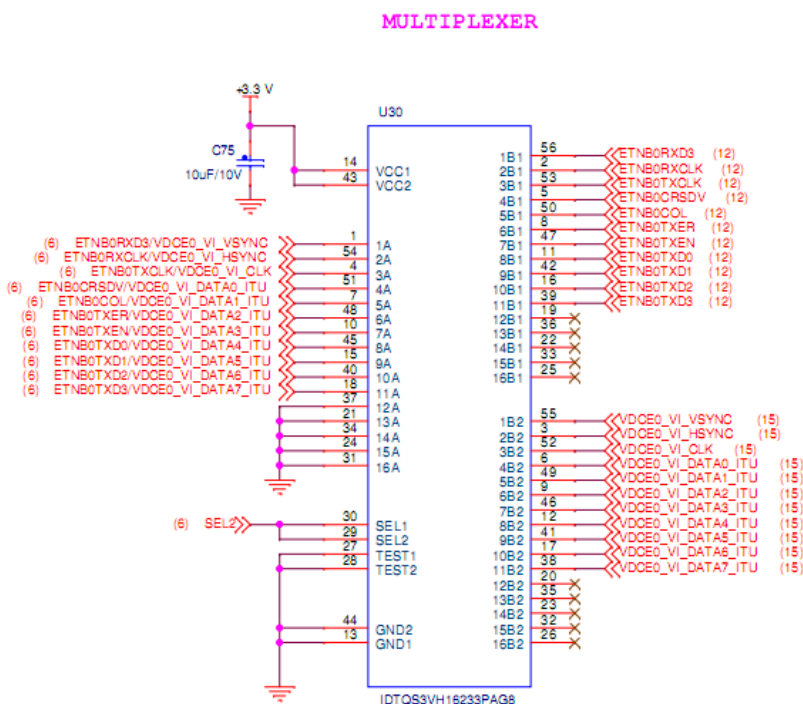 MULTIPLEXER
+3.3 V
U30
C75
10uF/10V
14 VCC1
43 VCC2
(6) ETNB0RXD3/VDCE0_VI_VSYNC 1 1A
(6) ETNB0RXCLK/VDCE0_VI_HSYNC 54 2A
(6) ETNB0TXCLK/VDCE0_VI_CLK 4 3A
(6) ETNB0CRSDV/VDCE0_VI_DATA0_ITU 51 4A
(6) ETNB0COL/VDCE0_VI_DATA1_ITU 7 5A
(6) ETNB0TXER/VDCE0_VI_DATA2_ITU 48 6A
(6) ETNB0TXEN/VDCE0_VI_DATA3_ITU 10 7A
(6) ETNB0TXD0/VDCE0_VI_DATA4_ITU 45 8A
(6) ETNB0TXD1/VDCE0_VI_DATA5_ITU 15 9A
(6) ETNB0TXD2/VDCE0_VI_DATA6_ITU 40 10A
(6) ETNB0TXD3/VDCE0_VI_DATA7_ITU 18 11A
37 12A
21 13A
34 14A
24 15A
31 16A
(6) SEL2 30 SEL1
29 SEL2
27 TEST1
28 TEST2
44 GND2
13 GND1
1B1 56 ETNB0RXD3 (12)
2B1 2 ETNB0RXCLK (12)
3B1 53 ETNB0TXCLK (12)
4B1 5 ETNB0CRSDV (12)
5B1 50 ETNB0COL (12)
6B1 8 ETNB0TXER (12)
7B1 47 ETNB0TXEN (12)
8B1 11 ETNB0TXD0 (12)
9B1 42 ETNB0TXD1 (12)
10B1 16 ETNB0TXD2 (12)
11B1 39 ETNB0TXD3 (12)
12B1 19
13B1 36
14B1 22
15B1 33
16B1 25
1B2 55 VDCE0_VI_VSYNC (15)
2B2 3 VDCE0_VI_HSYNC (15)
3B2 52 VDCE0_VI_CLK (15)
4B2 6 VDCE0_VI_DATA0_ITU (15)
5B2 49 VDCE0_VI_DATA1_ITU (15)
6B2 9 VDCE0_VI_DATA2_ITU (15)
7B2 46 VDCE0_VI_DATA3_ITU (15)
8B2 12 VDCE0_VI_DATA4_ITU (15)
9B2 41 VDCE0_VI_DATA5_ITU (15)
10B2 17 VDCE0_VI_DATA6_ITU (15)
11B2 38 VDCE0_VI_DATA7_ITU (15)
12B2 20
13B2 35
14B2 23
15B2 32
16B2 26
IDTQS3VH16233PAG8